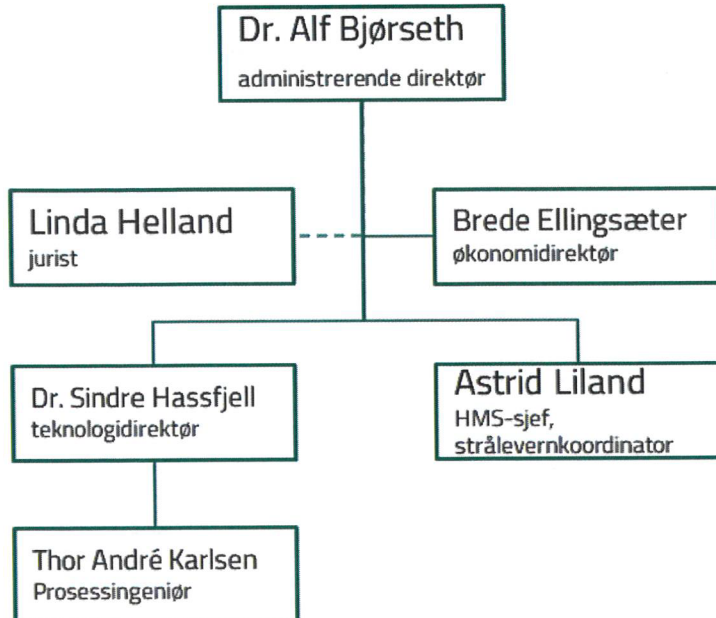 Dr. Alf Bjørseth
administrerende direktør
Linda Helland
jurist
Brede Ellingsæter
økonomidirektør
Dr. Sindre Hassfjell
teknologidirektør
Astrid Liland
HMS-sjef,
strålevernkoordinator
Thor André Karlsen
Prosessingeniør